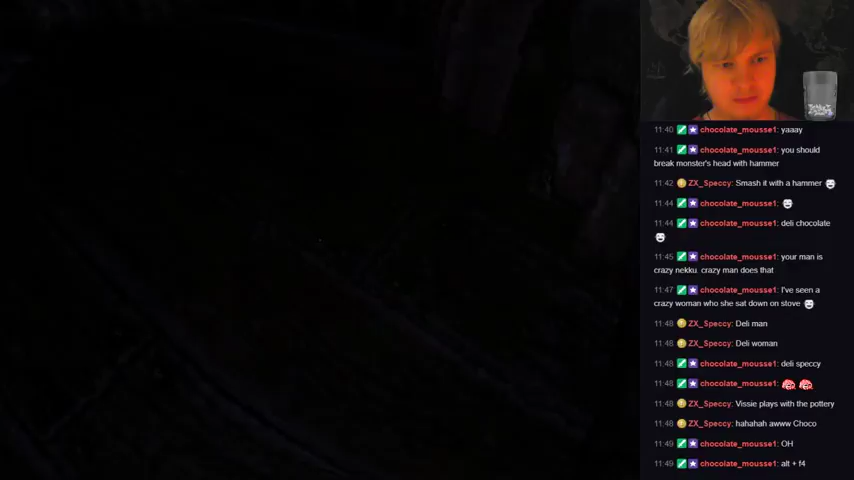 11:40 chocolate_mousse1: yaaay
11:41 chocolate_mousse1: you should
break monster's head with hammer
11:42 ZX_Speccy: Smash it with a hammer
11:44 chocolate_mousse1:
11:44 chocolate_mousse1: deli chocolate
11:45 chocolate_mousse1: your man is
crazy nekku. crazy man does that
11:47 chocolate_mousse1: I've seen a
crazy woman who she sat down on stove
11:48 ZX_Speccy: Deli man
11:48 ZX_Speccy: Deli woman
11:48 chocolate_mousse1: deli speccy
11:48 chocolate_mousse1:
11:48 ZX_Speccy: Vissie plays with the pottery
11:48 ZX_Speccy: hahahah awww Choco
11:49 chocolate_mousse1: OH
11:49 chocolate_mousse1: alt + f4